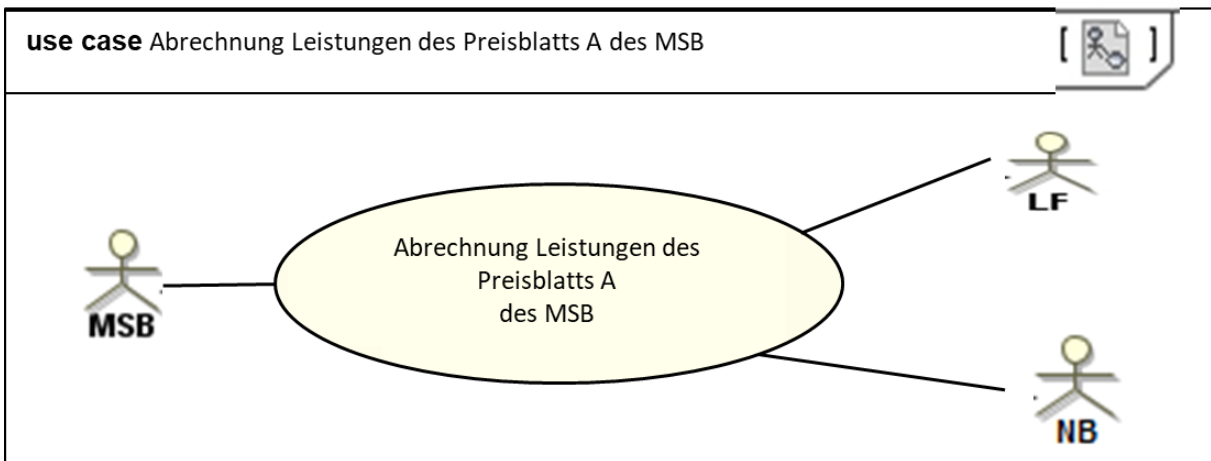 use case Abrechnung Leistungen des Preisblatts A des MSB
[ ]
LF
Abrechnung Leistungen des
Preisblatts A
des MSB
MSB
NB